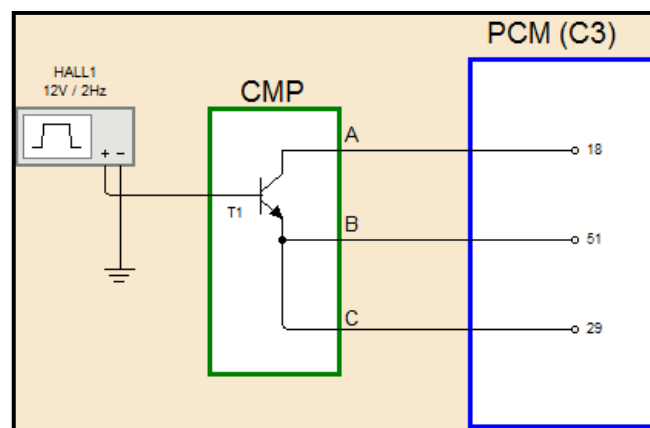 PCM (C3)
HALL1
12V / 2Hz
CMP
+ -
A
18
T1
B
51
C
29